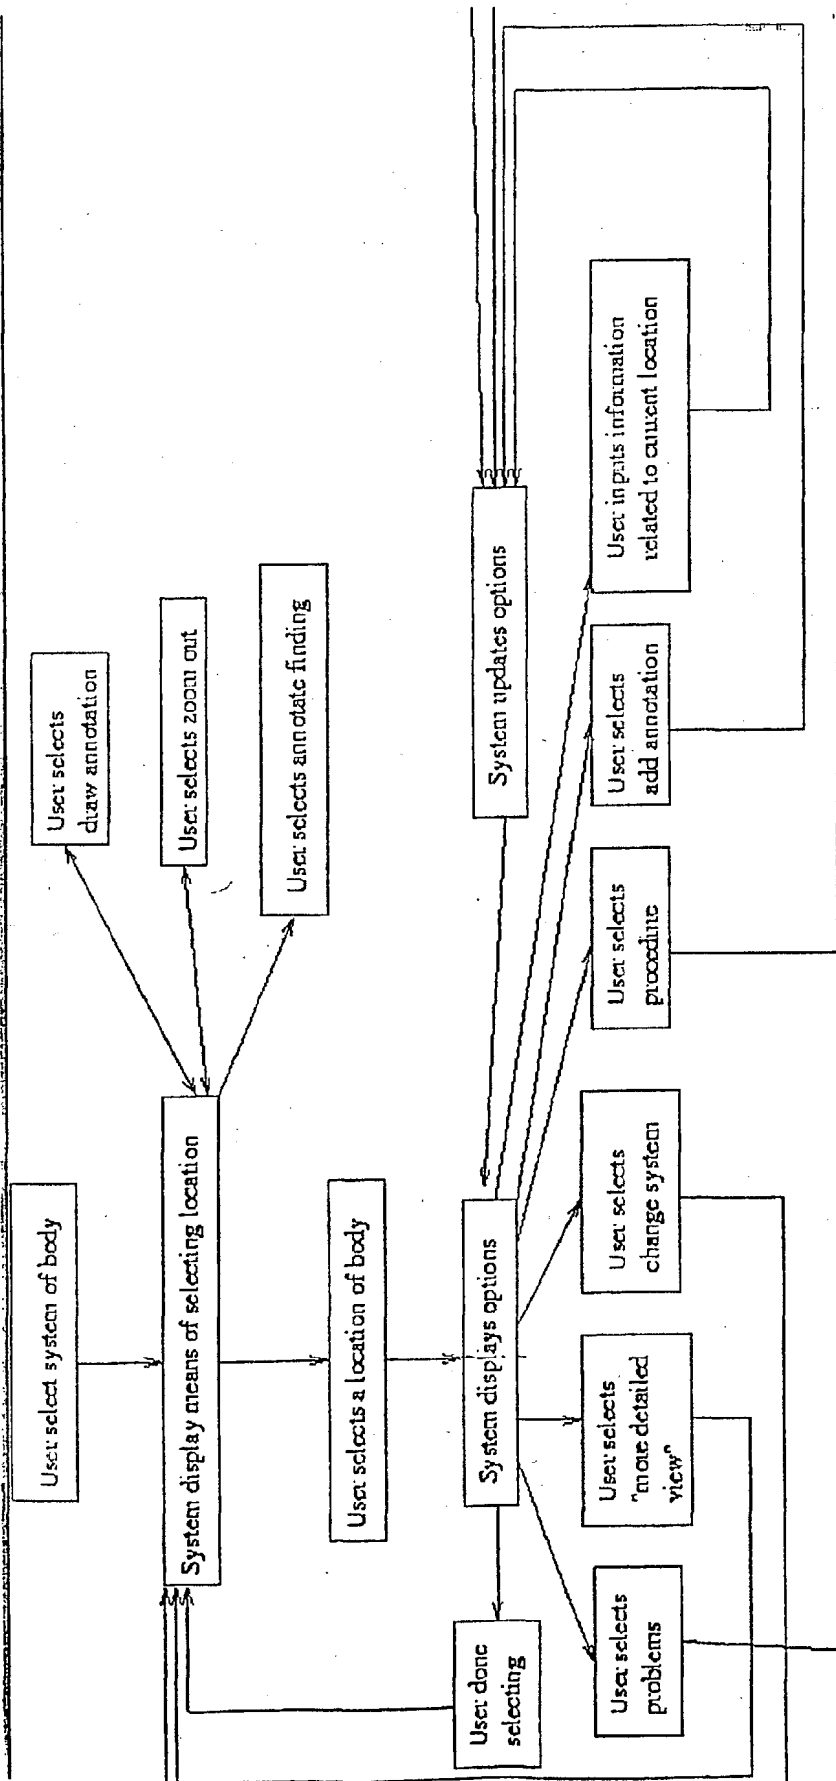 User select system of body
System display means of selecting location
User selects
draw annotation
User selects zoom out
User selects annotate finding
User selects a location of body
System displays options
System updates options
User done
selecting
User selects
problems
User selects
"more detailed
view"
User selects
change system
User selects
procedure
User selects
add annotation
User inputs information
related to current location